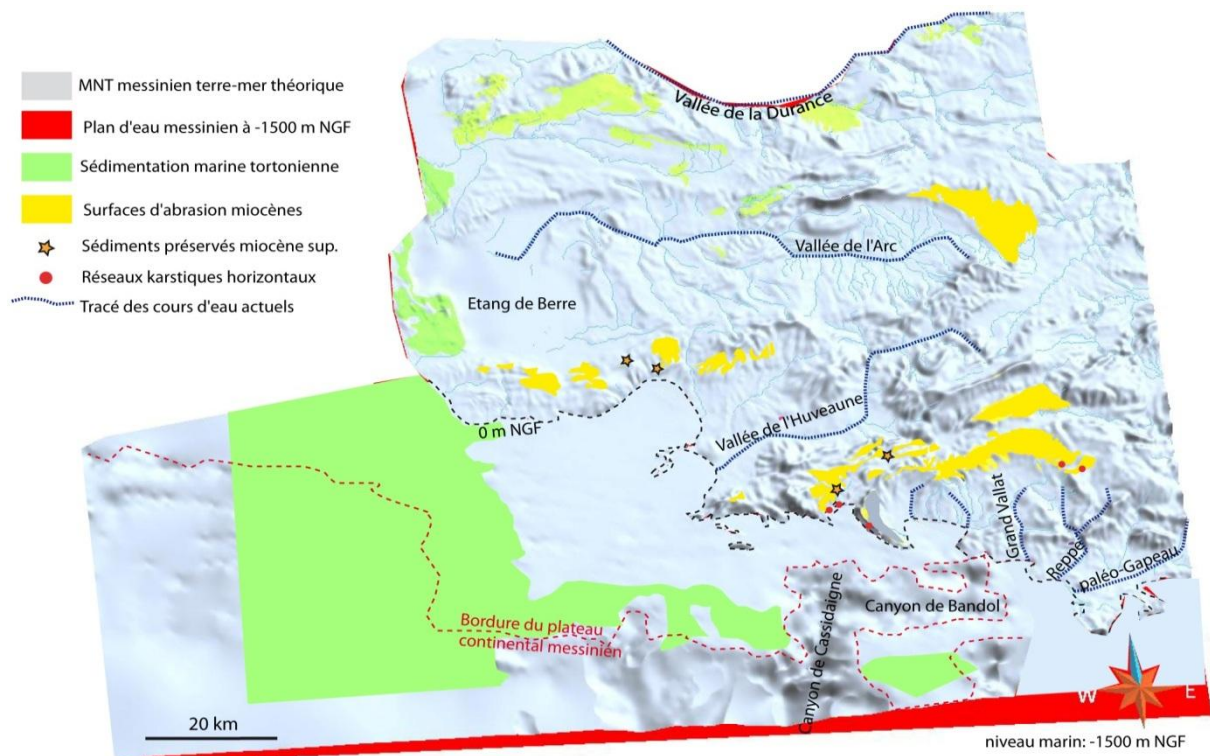 MNT messinien terre-mer théorique
Plan d'eau messinien à -1500 m NGF
Sédimentation marine tortonienne
Surfaces d'abrasion miocènes
Sédiments préservés miocène sup.
Réseaux karstiques horizontaux
Tracé des cours d'eau actuels
Vallée de la Durance
Vallée de l'Arc
Etang de Berre
Vallée de l'Huveaune
0 m NGF
Grand Vallat
Reppe
paléo-Gapeau
Canyon de Bandol
Canyon de Cassidaigne
Bordure du plateau
continental messinien
20 km
W E
niveau marin: -1500 m NGF